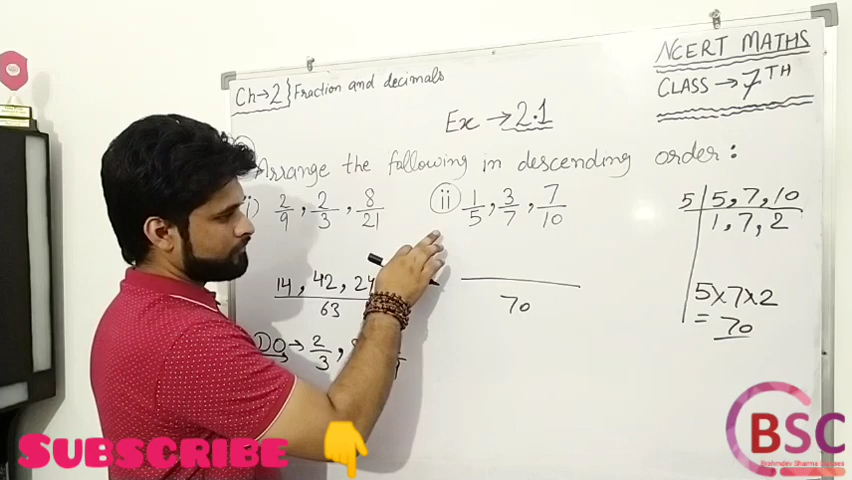 NCERT MATHS
CLASS → 7TH
Ch → 2 } Fraction and decimals
Ex → 2.1
Arrange the following in descending order :
i) 2/9, 2/3, 8/21
ii 1/5, 3/7, 7/10
5 | 5, 7, 10
1, 7, 2
14, 42, 24
63
70
5×7×2
= 70
DO → 2/3,
SUBSCRIBE
BSC